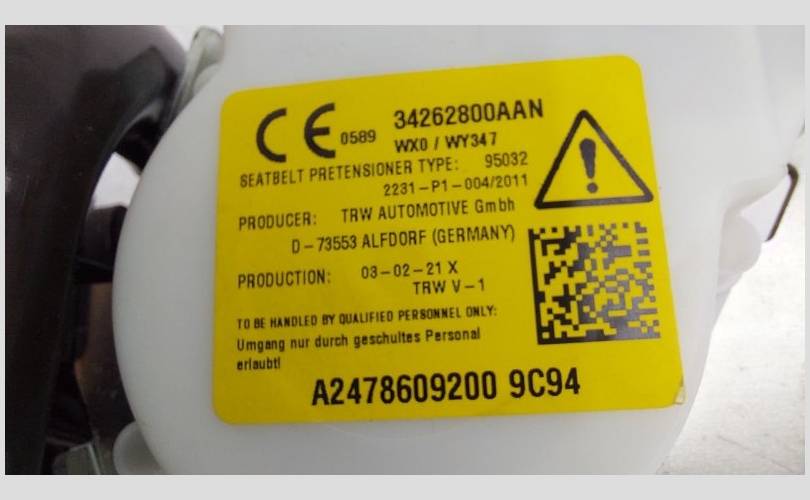 CE 0589 34262800AAN
WX0 / WY347
SEATBELT PRETENSIONER TYPE: 95032
2231-P1-004/2011
PRODUCER: TRW AUTOMOTIVE Gmbh
D-73553 ALFDORF (GERMANY)
PRODUCTION: 03-02-21 X
TRW V-1
TO BE HANDLED BY QUALIFIED PERSONNEL ONLY:
Umgang nur durch geschultes Personal
erlaubt!
A2478609200 9C94